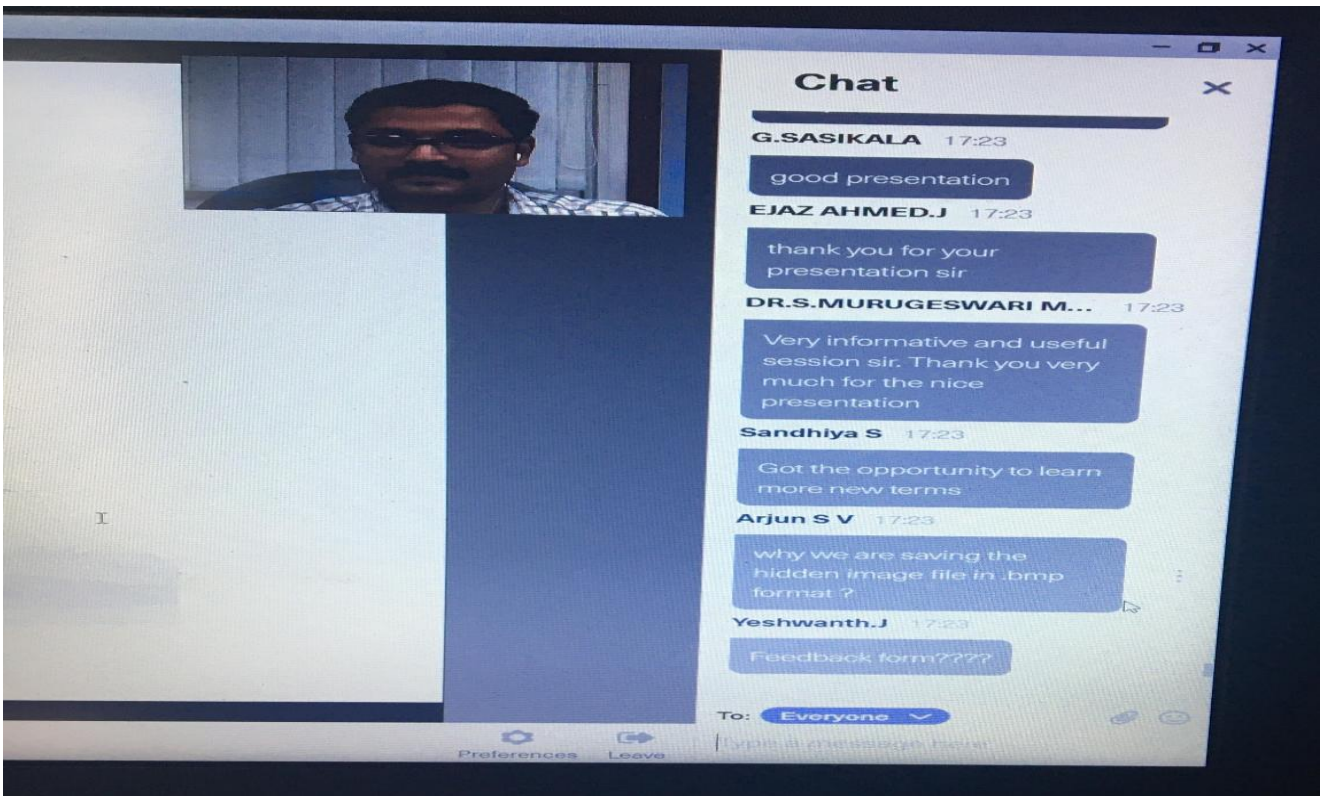 Chat
G.SASIKALA 17:23
good presentation
EJAZ AHMED.J 17:23
thank you for your
presentation sir
DR.S.MURUGESWARI M... 17:23
Very informative and useful
session sir. Thank you very
much for the nice
presentation
Sandhiya S 17:23
Got the opportunity to learn
more new terms
Arjun S V 17:23
why we are saving the
hidden image file in .bmp
format ?
Yeshwanth.J 17:23
Feedback form????
To: Everyone
Type a message here
Preferences Leave